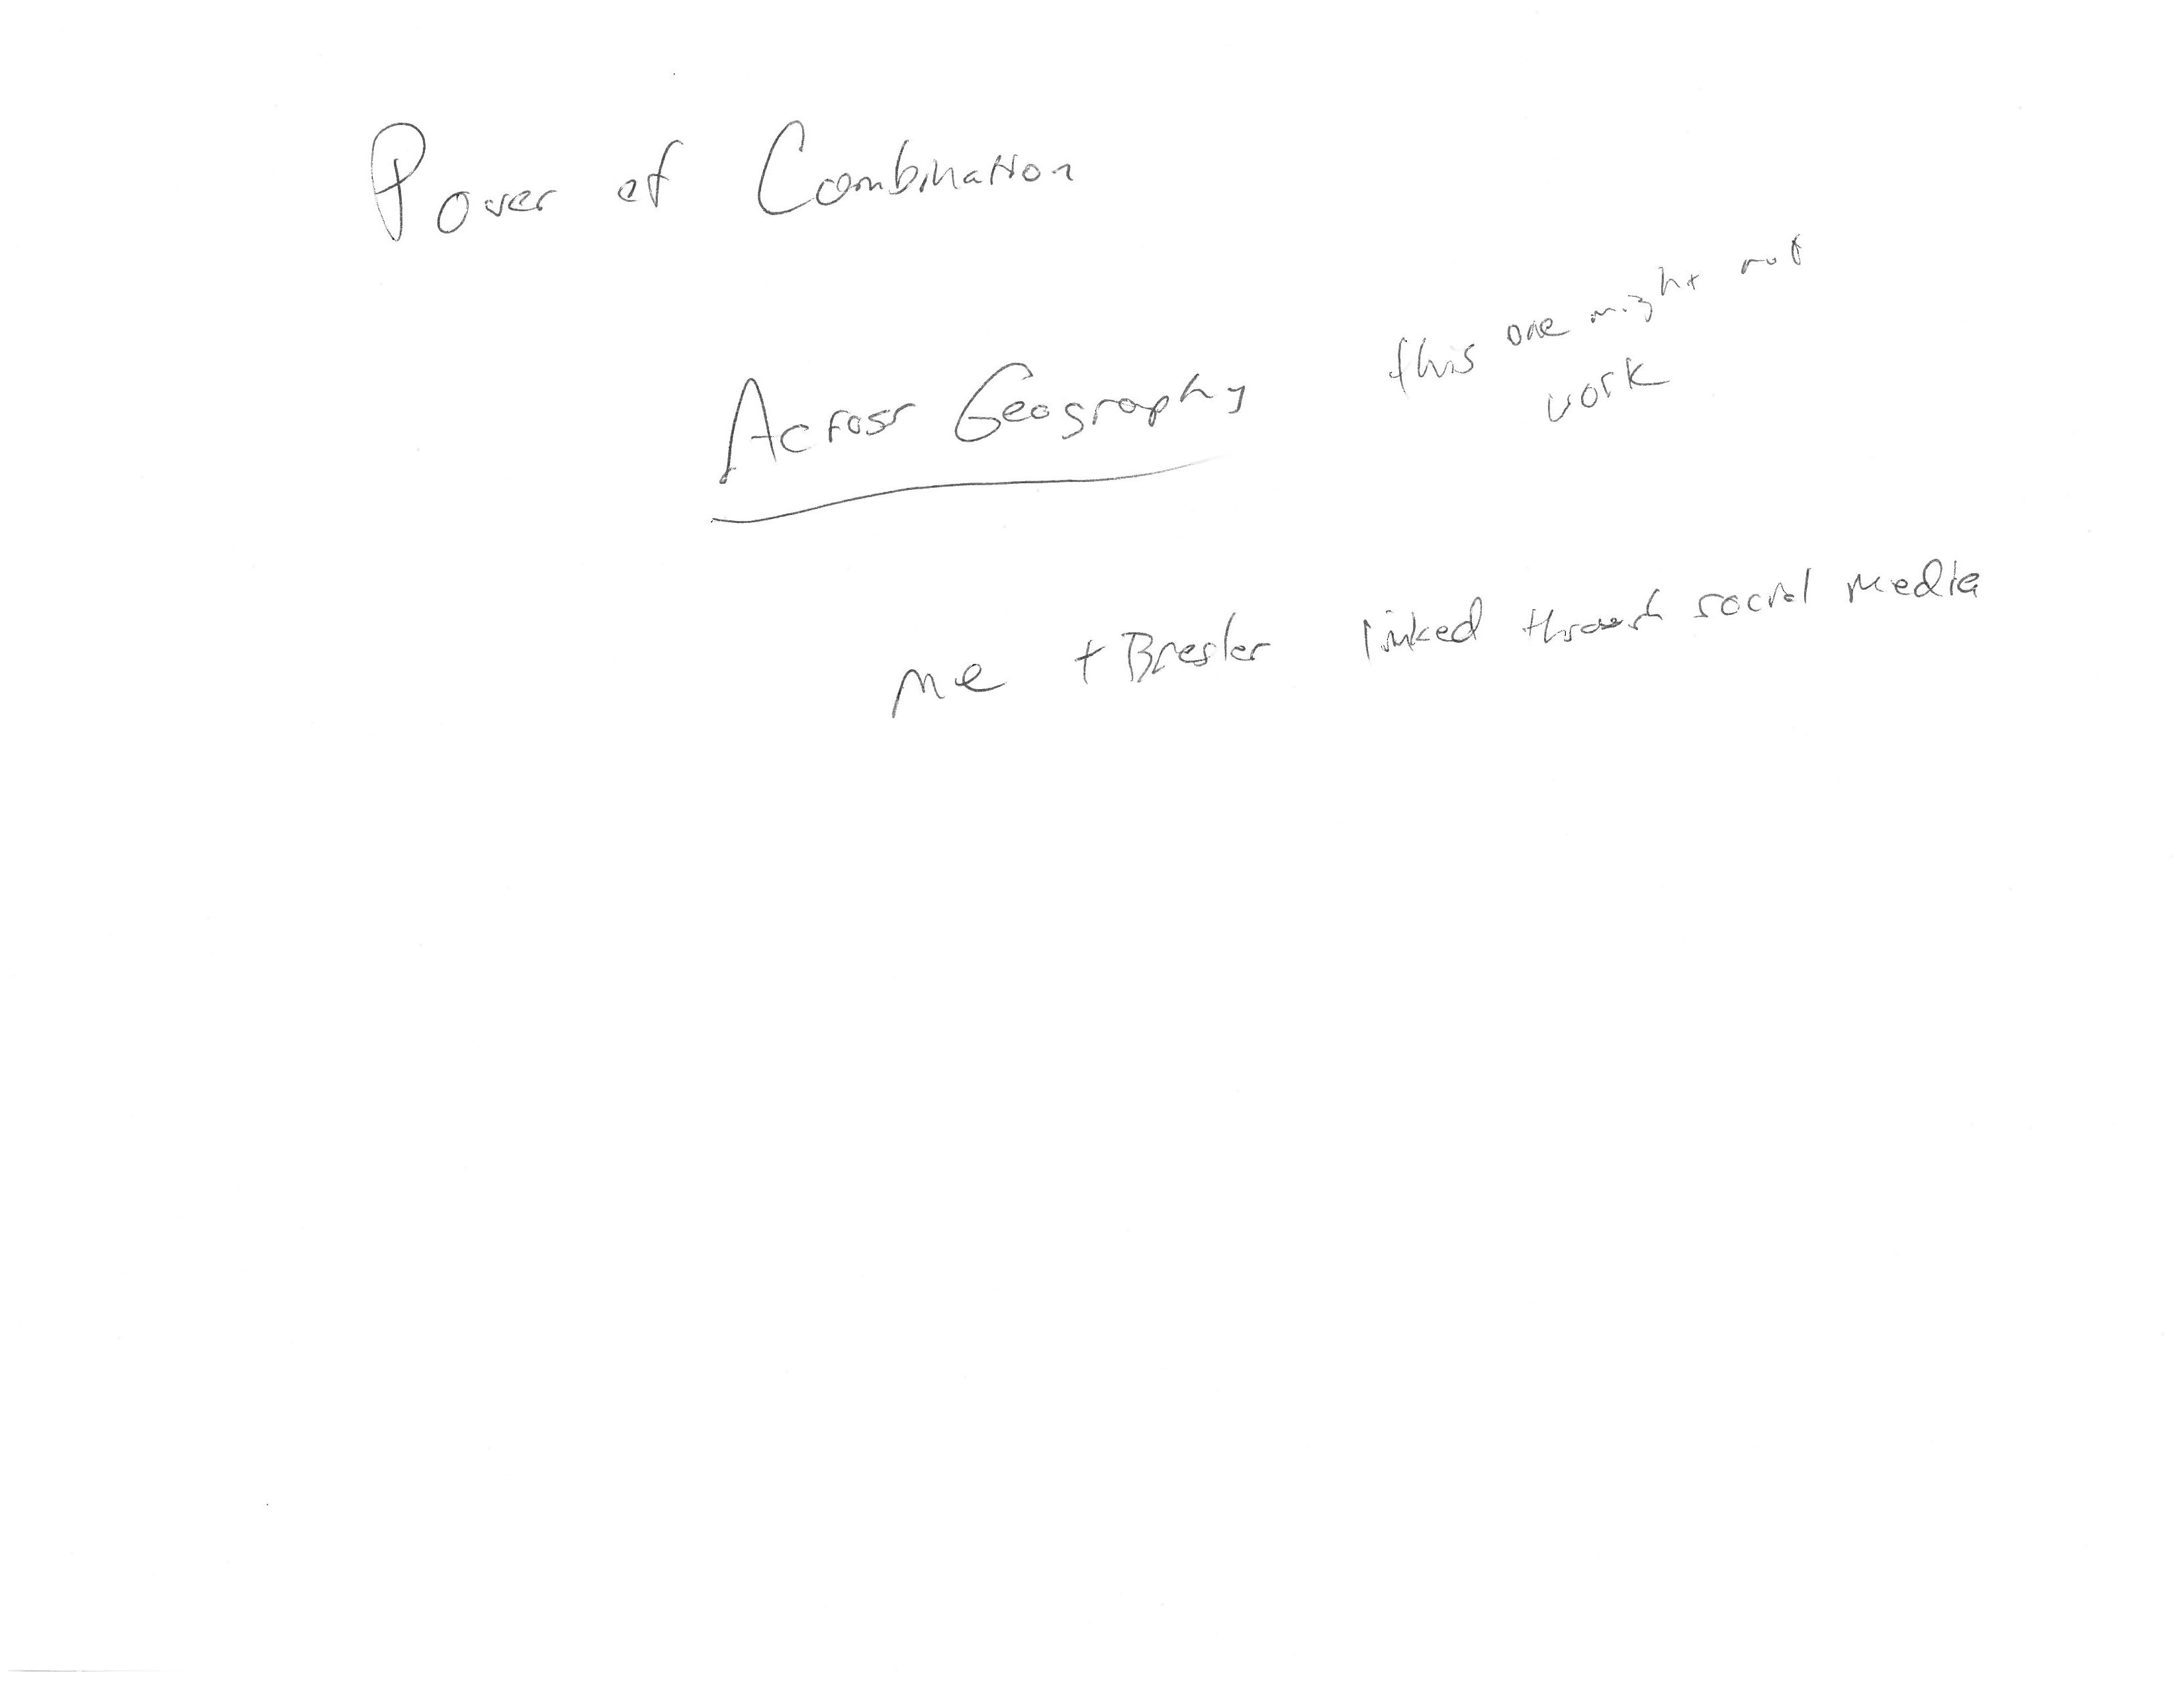 Power of Combination
this one might not
work
Across Geography
me + Bresler linked through social media